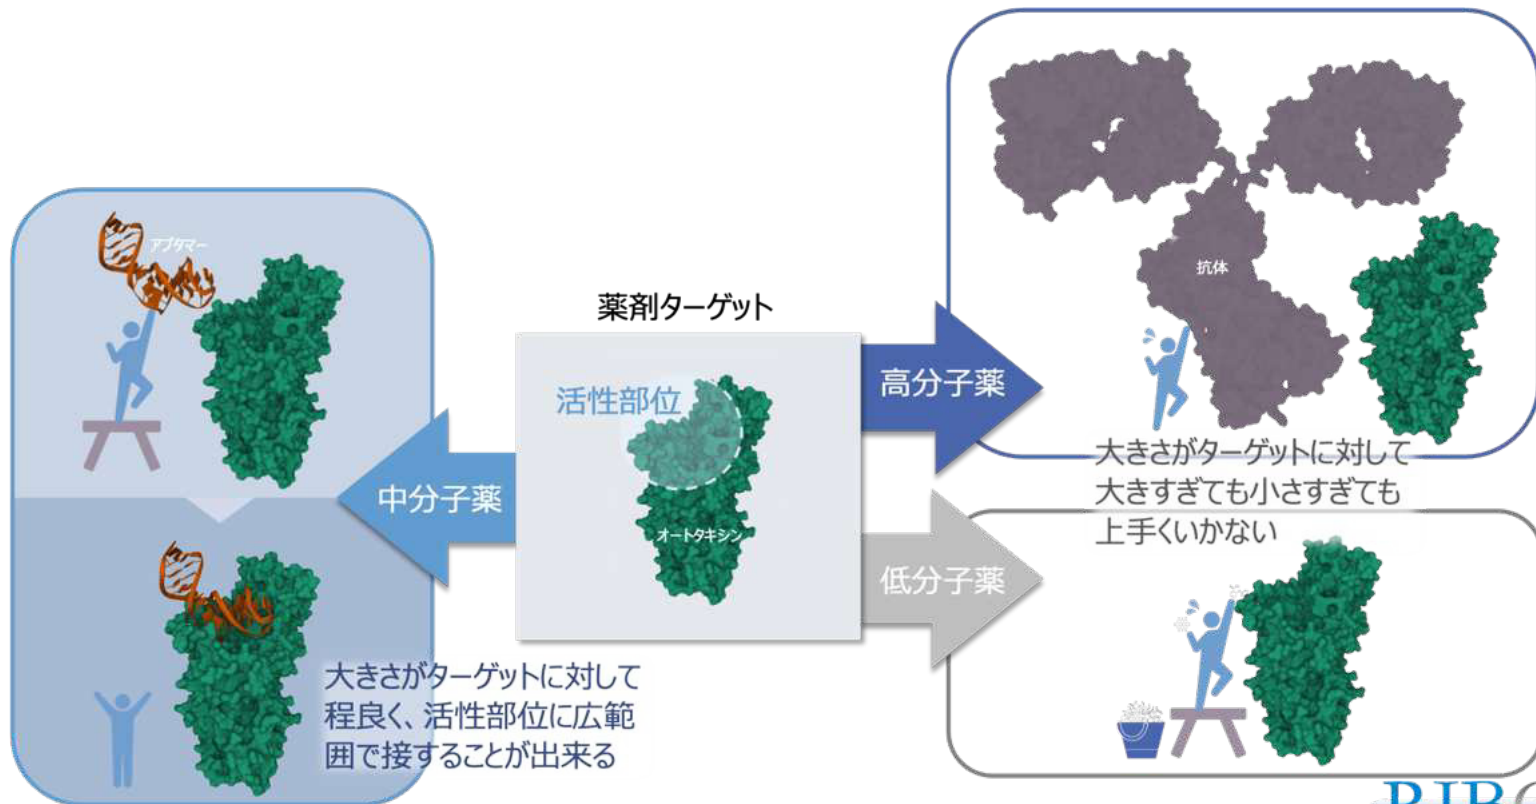 アプタマー
薬剤ターゲット
活性部位
オートタキシン
中分子薬
大きさがターゲットに対して
程良く、活性部位に広範
囲で接することが出来る
高分子薬
抗体
大きさがターゲットに対して
大きすぎても小さすぎても
上手くいかない
低分子薬